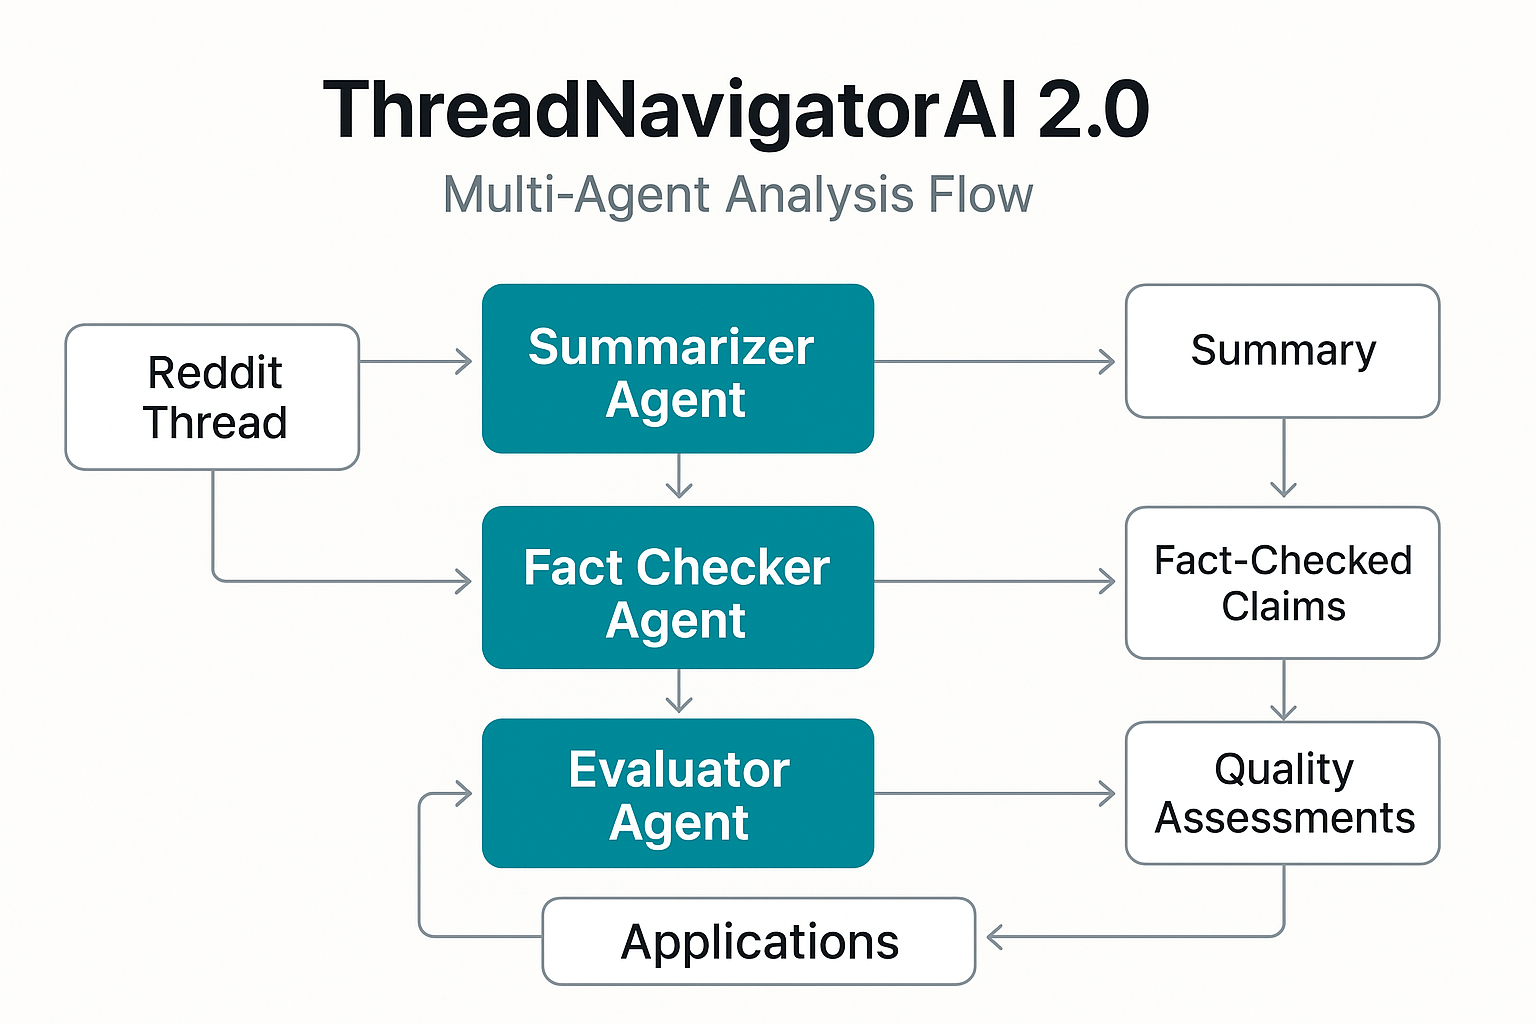 ThreadNavigatorAI 2.0
Multi-Agent Analysis Flow
Reddit
Thread
Summarizer
Agent
Summary
Fact Checker
Agent
Fact-Checked
Claims
Evaluator
Agent
Quality
Assessments
Applications